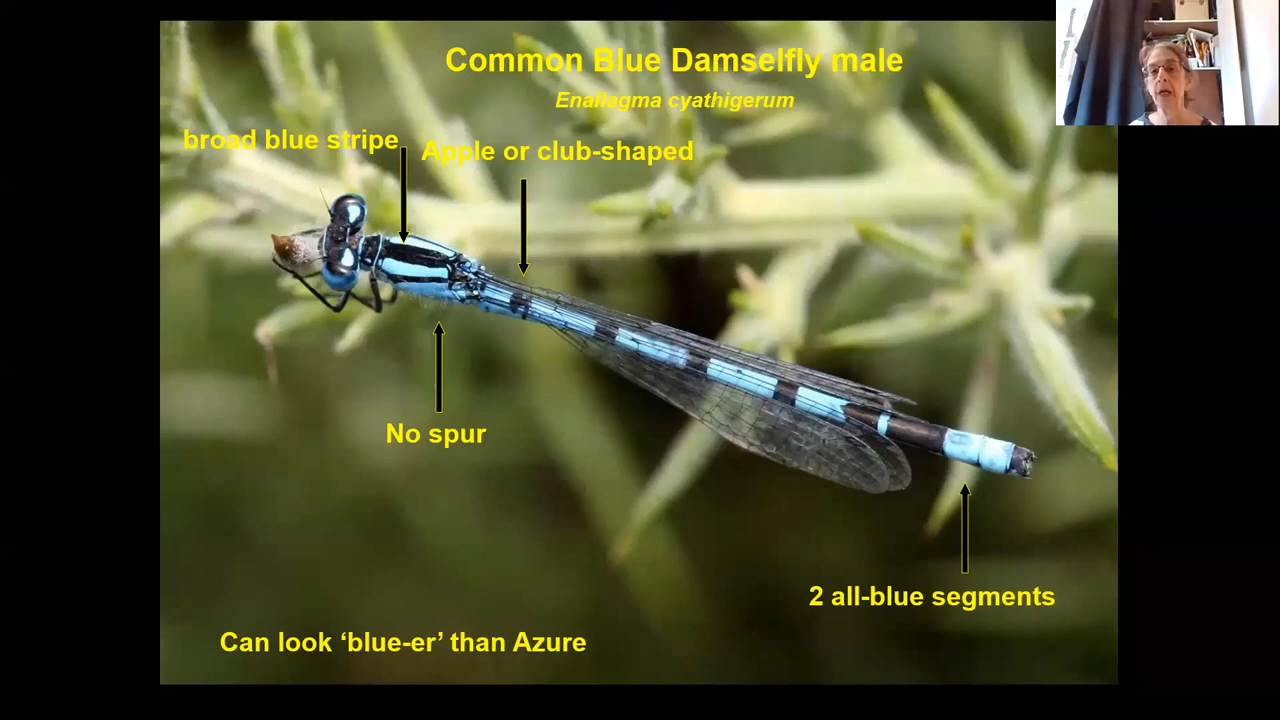 Common Blue Damselfly male
Enallagma cyathigerum
broad blue stripe
Apple or club-shaped
No spur
2 all-blue segments
Can look ‘blue-er’ than Azure